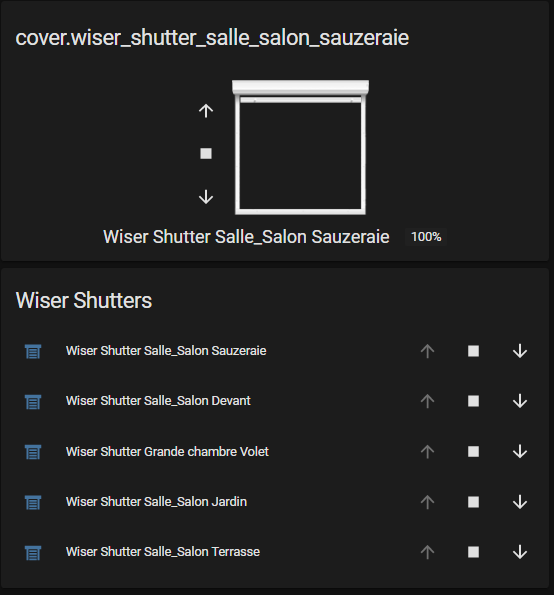 cover.wiser_shutter_salle_salon_sauzeraie
Wiser Shutter Salle_Salon Sauzeraie 100%
Wiser Shutters
Wiser Shutter Salle_Salon Sauzeraie
Wiser Shutter Salle_Salon Devant
Wiser Shutter Grande chambre Volet
Wiser Shutter Salle_Salon Jardin
Wiser Shutter Salle_Salon Terrasse